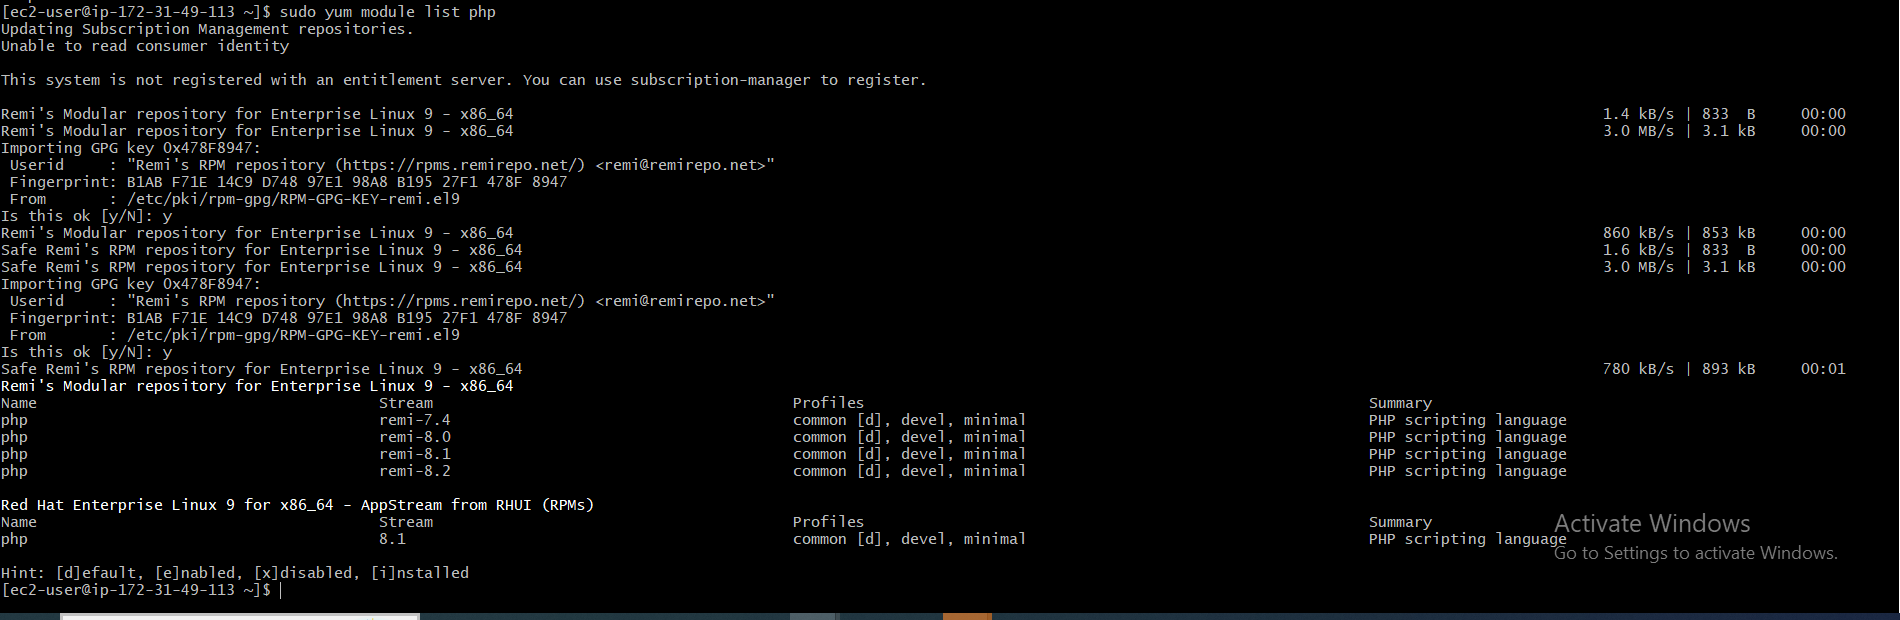 [ec2-user@ip-172-31-49-113 ~]$ sudo yum module list php
Updating Subscription Management repositories.
Unable to read consumer identity
This system is not registered with an entitlement server. You can use subscription-manager to register.
Remi's Modular repository for Enterprise Linux 9 - x86_64 1.4 kB/s | 833 B 00:00
Remi's Modular repository for Enterprise Linux 9 - x86_64 3.0 MB/s | 3.1 kB 00:00
Importing GPG key 0x478F8947:
Userid : "Remi's RPM repository (https://rpms.remirepo.net/) <remi@remirepo.net>"
Fingerprint: B1AB F71E 14C9 D748 97E1 98A8 B195 27F1 478F 8947
From : /etc/pki/rpm-gpg/RPM-GPG-KEY-remi.el9
Is this ok [y/N]: y
Remi's Modular repository for Enterprise Linux 9 - x86_64 860 kB/s | 853 kB 00:00
Safe Remi's RPM repository for Enterprise Linux 9 - x86_64 1.6 kB/s | 833 B 00:00
Safe Remi's RPM repository for Enterprise Linux 9 - x86_64 3.0 MB/s | 3.1 kB 00:00
Importing GPG key 0x478F8947:
Userid : "Remi's RPM repository (https://rpms.remirepo.net/) <remi@remirepo.net>"
Fingerprint: B1AB F71E 14C9 D748 97E1 98A8 B195 27F1 478F 8947
From : /etc/pki/rpm-gpg/RPM-GPG-KEY-remi.el9
Is this ok [y/N]: y
Safe Remi's RPM repository for Enterprise Linux 9 - x86_64 780 kB/s | 893 kB 00:01
Remi's Modular repository for Enterprise Linux 9 - x86_64
Name Stream Profiles Summary
php remi-7.4 common [d], devel, minimal PHP scripting language
php remi-8.0 common [d], devel, minimal PHP scripting language
php remi-8.1 common [d], devel, minimal PHP scripting language
php remi-8.2 common [d], devel, minimal PHP scripting language
Red Hat Enterprise Linux 9 for x86_64 - AppStream from RHUI (RPMs)
Name Stream Profiles Summary
php 8.1 common [d], devel, minimal PHP scripting language
Hint: [d]efault, [e]nabled, [x]disabled, [i]nstalled
[ec2-user@ip-172-31-49-113 ~]$
Activate Windows
Go to Settings to activate Windows.